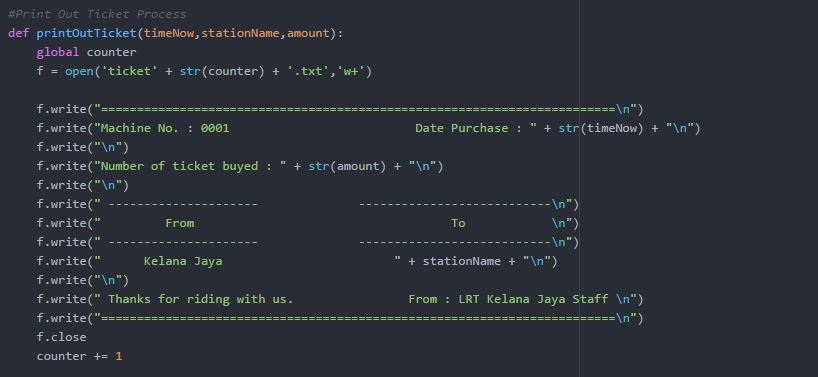 #Print Out Ticket Process
def printOutTicket(timeNow,stationName,amount):
    global counter
    f = open('ticket' + str(counter) + '.txt','w+')

    f.write("========================================================================\n")
    f.write("Machine No. : 0001                          Date Purchase : " + str(timeNow) + "\n")
    f.write("\n")
    f.write("Number of ticket buyed : " + str(amount) + "\n")
    f.write("\n")
    f.write(" ---------------------              ---------------------------\n")
    f.write("         From                                    To            \n")
    f.write(" ---------------------              ---------------------------\n")
    f.write("      Kelana Jaya                        " + stationName + "\n")
    f.write("\n")
    f.write(" Thanks for riding with us.                From : LRT Kelana Jaya Staff \n")
    f.write("========================================================================\n")
    f.close
    counter += 1